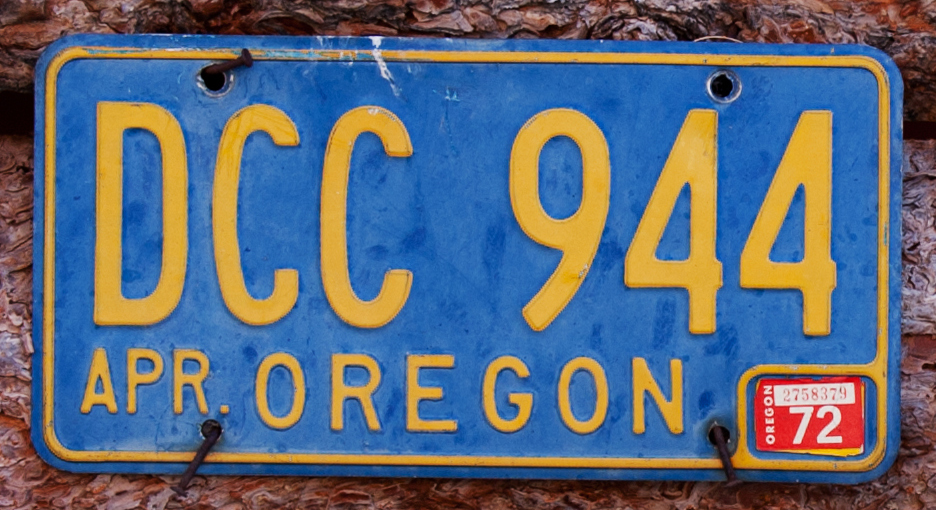 DCC 944
APR. OREGON
OREGON
2758379
72